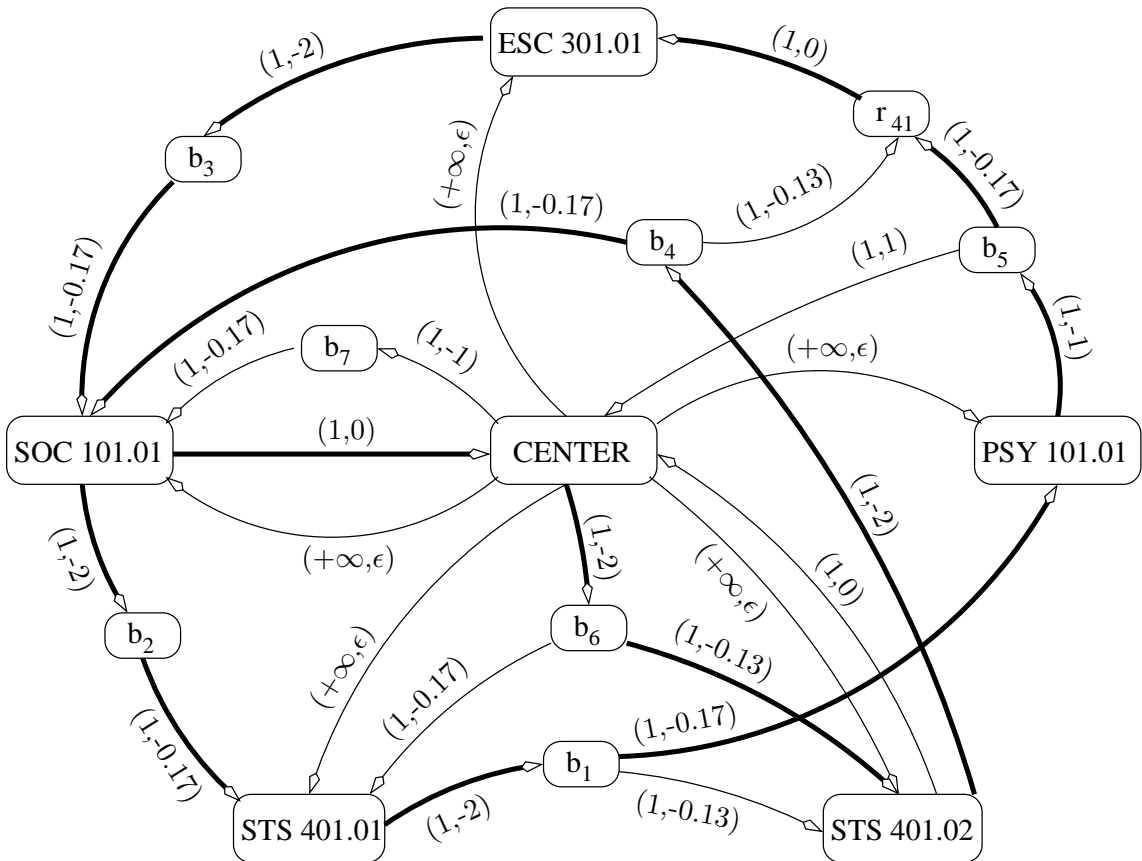 ESC 301.01
(1,-2)
(1,0)
r 41
b3
(+∞,ϵ)
(1,-0.17)
(1,-0.13)
(1,-0.17)
b4
b5
(1,1)
(1,-0.17)
(1,-0.17)
b7
(1,-1)
(+∞,ϵ)
(1,-1)
SOC 101.01
(1,0)
CENTER
PSY 101.01
(1,-2)
(1,-2)
(+∞,ϵ)
(1,-2)
(+∞,ϵ)
(1,0)
b2
b6
(1,-0.13)
(+∞,ϵ)
(1,-0.17)
(1,-0.17)
(1,-0.17)
b1
(1,-2)
(1,-0.13)
STS 401.01
STS 401.02